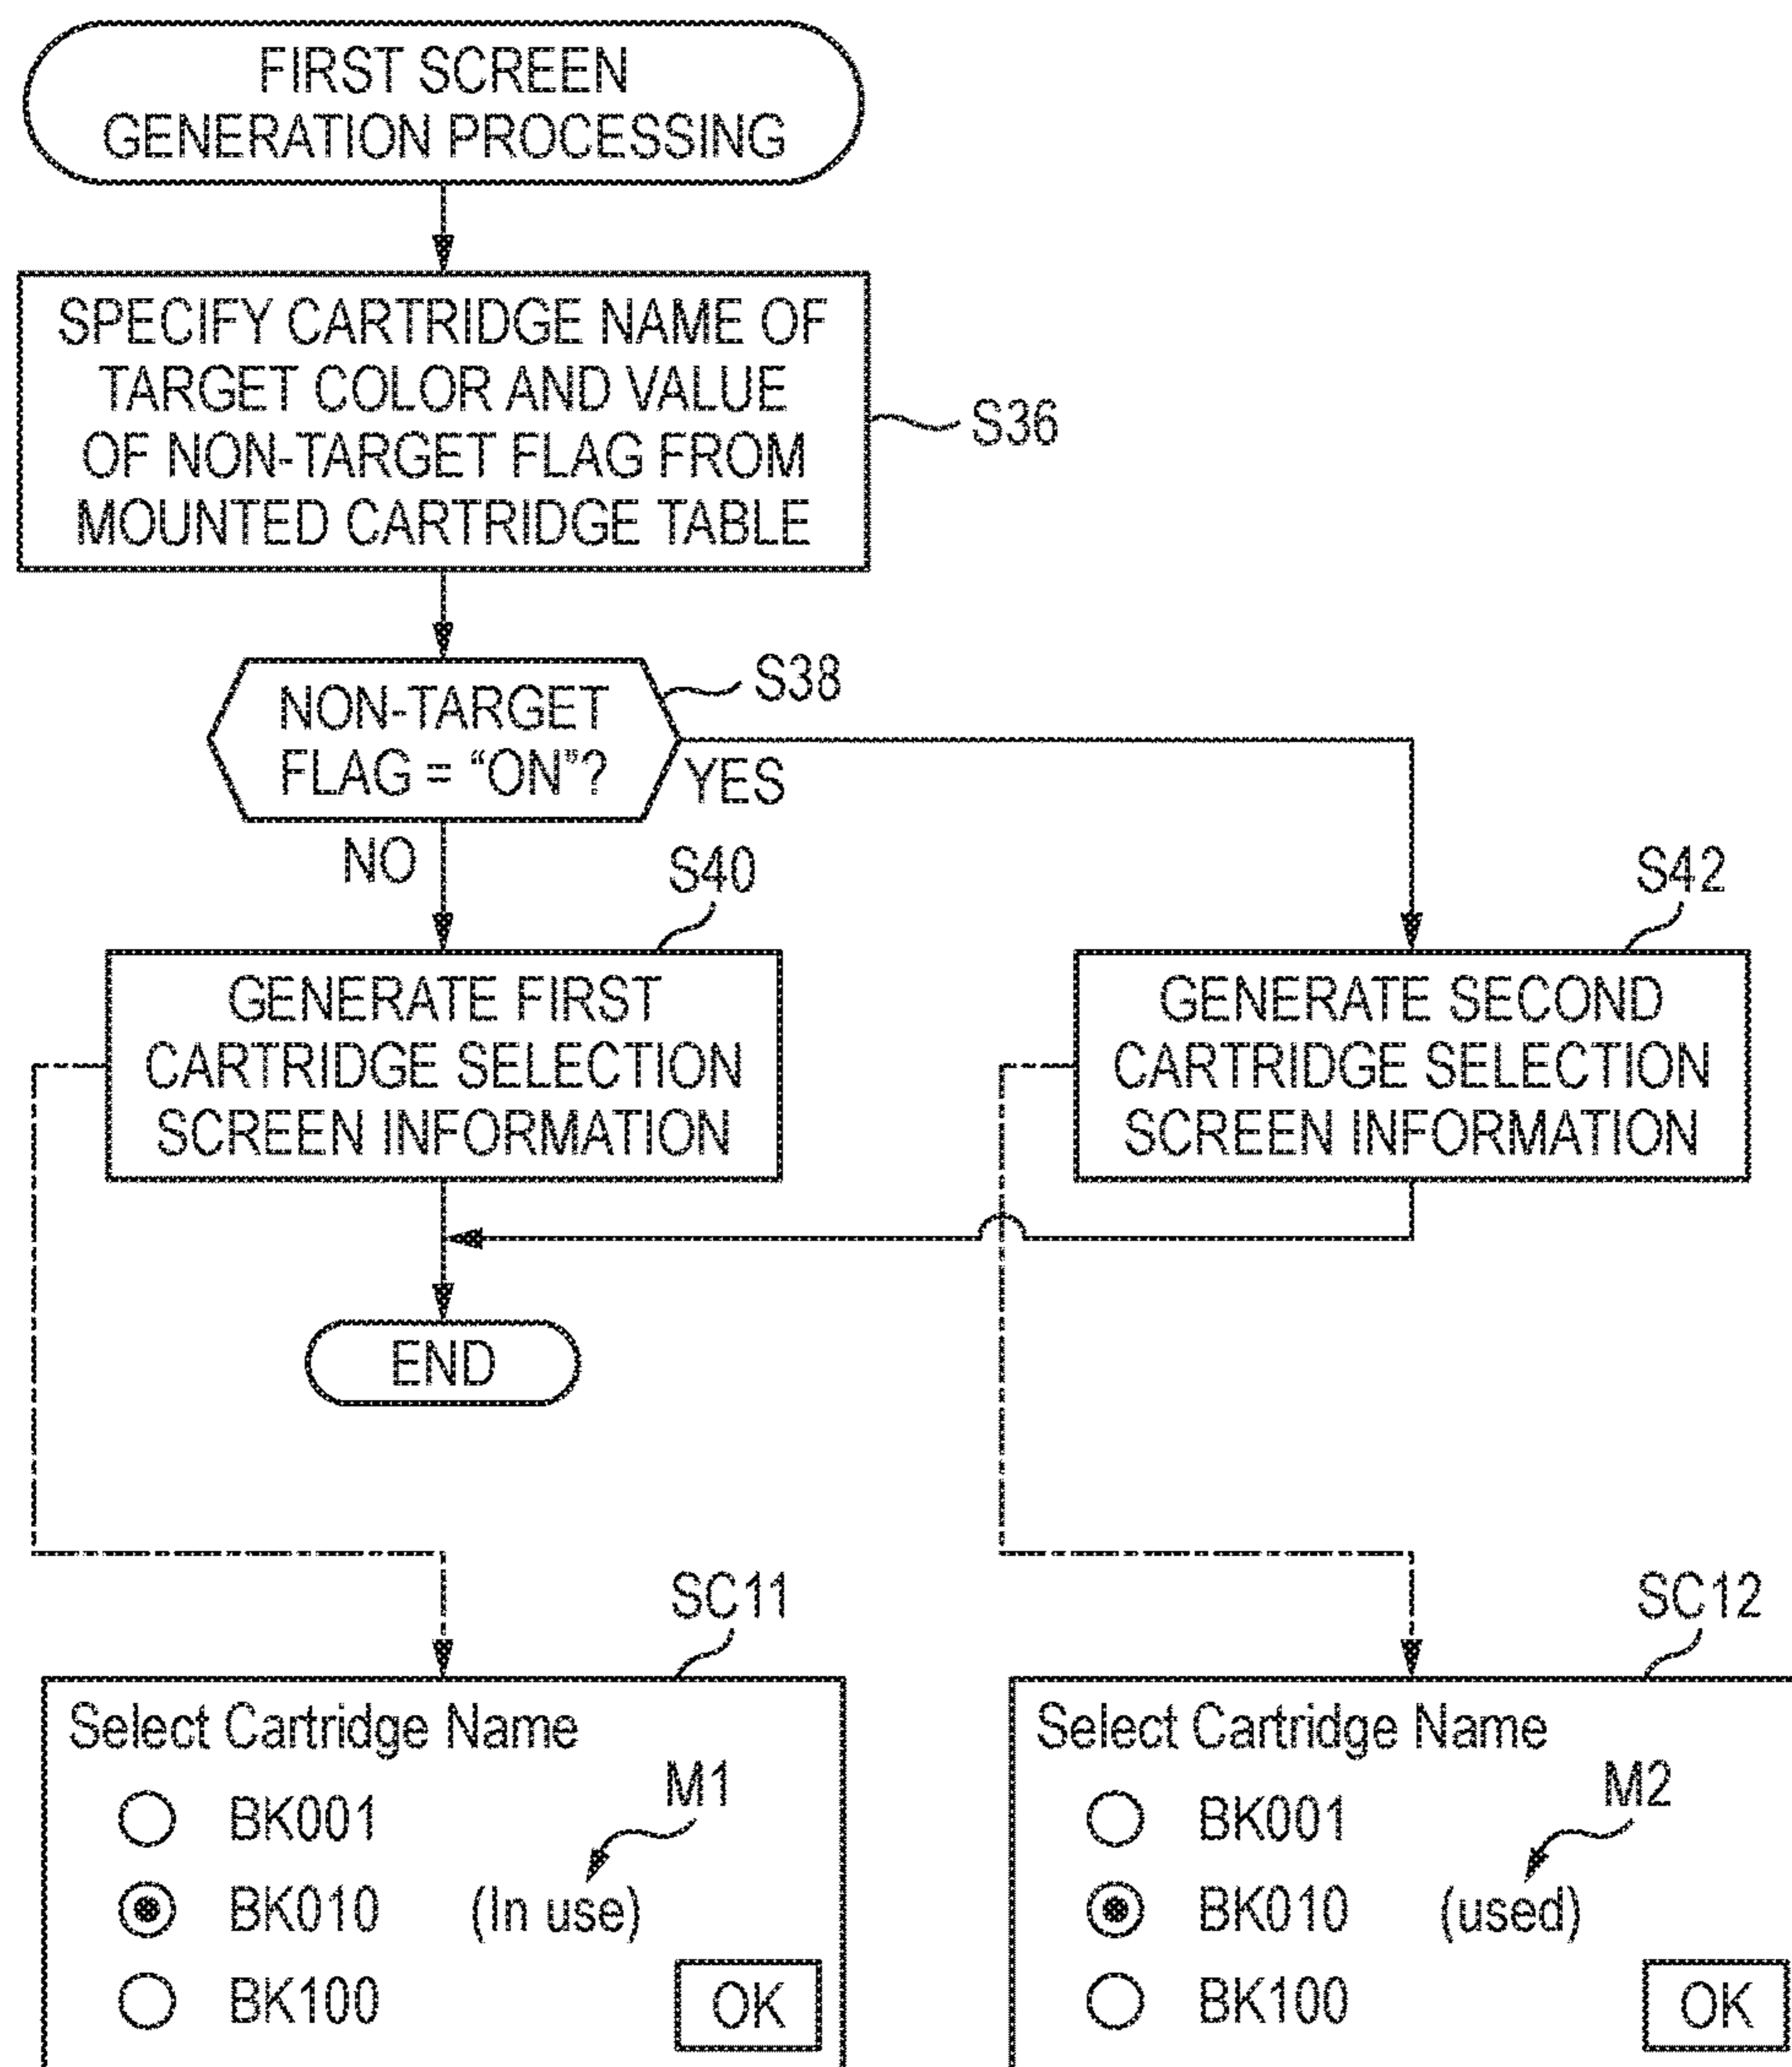 FIRST SCREEN
GENERATION PROCESSING
SPECIFY CARTRIDGE NAME OF
TARGET COLOR AND VALUE
OF NON-TARGET FLAG FROM
MOUNTED CARTRIDGE TABLE
S36
NON-TARGET
FLAG = “ON”?
S38
YES
NO
S40
GENERATE FIRST
CARTRIDGE SELECTION
SCREEN INFORMATION
S42
GENERATE SECOND
CARTRIDGE SELECTION
SCREEN INFORMATION
END
SC11
Select Cartridge Name
M1
BK001
BK010 (In use)
BK100
OK
SC12
Select Cartridge Name
M2
BK001
BK010 (used)
BK100
OK